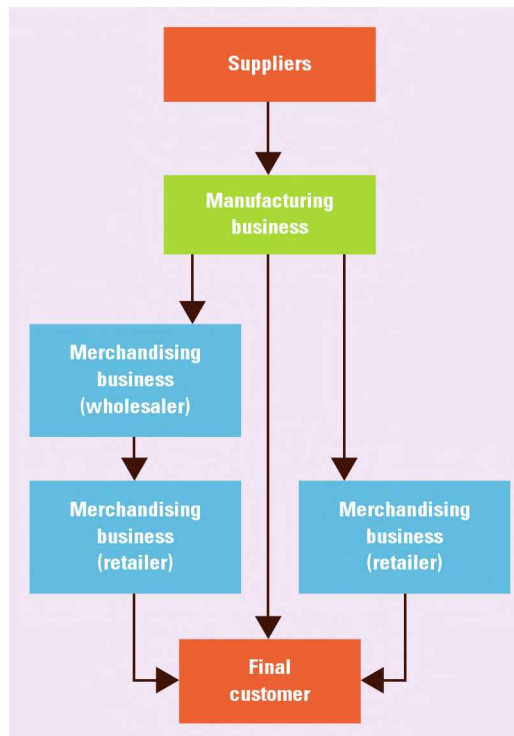 Suppliers
Manufacturing
business
Merchandising
business
(wholesaler)
Merchandising
business
(retailer)
Merchandising
business
(retailer)
Final
customer